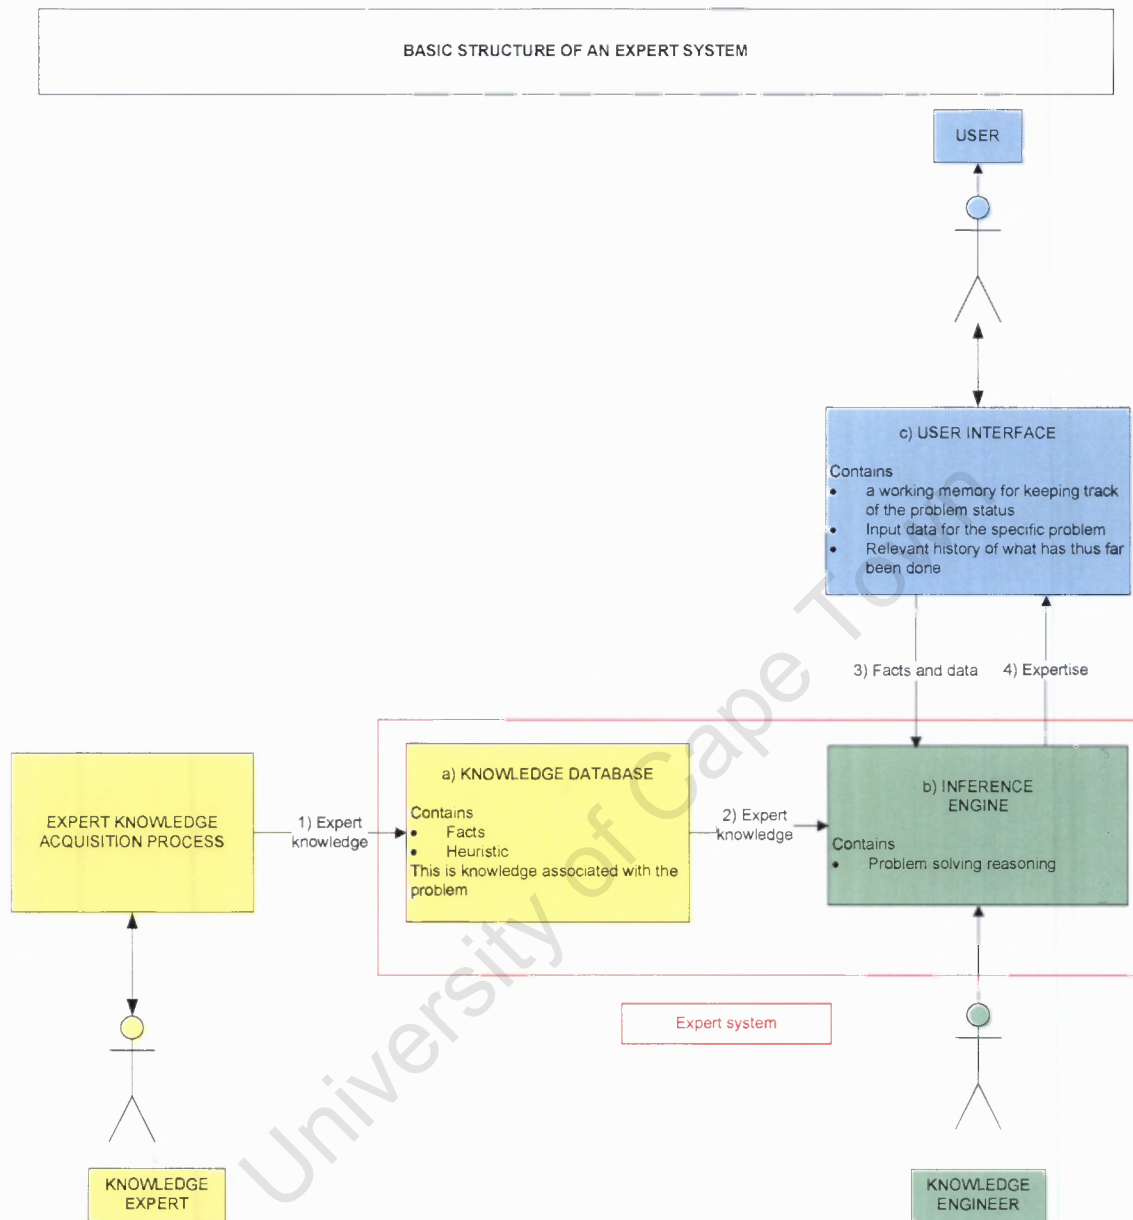 BASIC STRUCTURE OF AN EXPERT SYSTEM
USER
c) USER INTERFACE
Contains
• a working memory for keeping track
of the problem status
• Input data for the specific problem
• Relevant history of what has thus far
been done
3) Facts and data
4) Expertise
EXPERT KNOWLEDGE
ACQUISITION PROCESS
1) Expert
knowledge
a) KNOWLEDGE DATABASE
Contains
• Facts
• Heuristic
This is knowledge associated with the
problem
2) Expert
knowledge
b) INFERENCE
ENGINE
Contains
• Problem solving reasoning
Expert system
KNOWLEDGE
EXPERT
KNOWLEDGE
ENGINEER
University of Cape Town